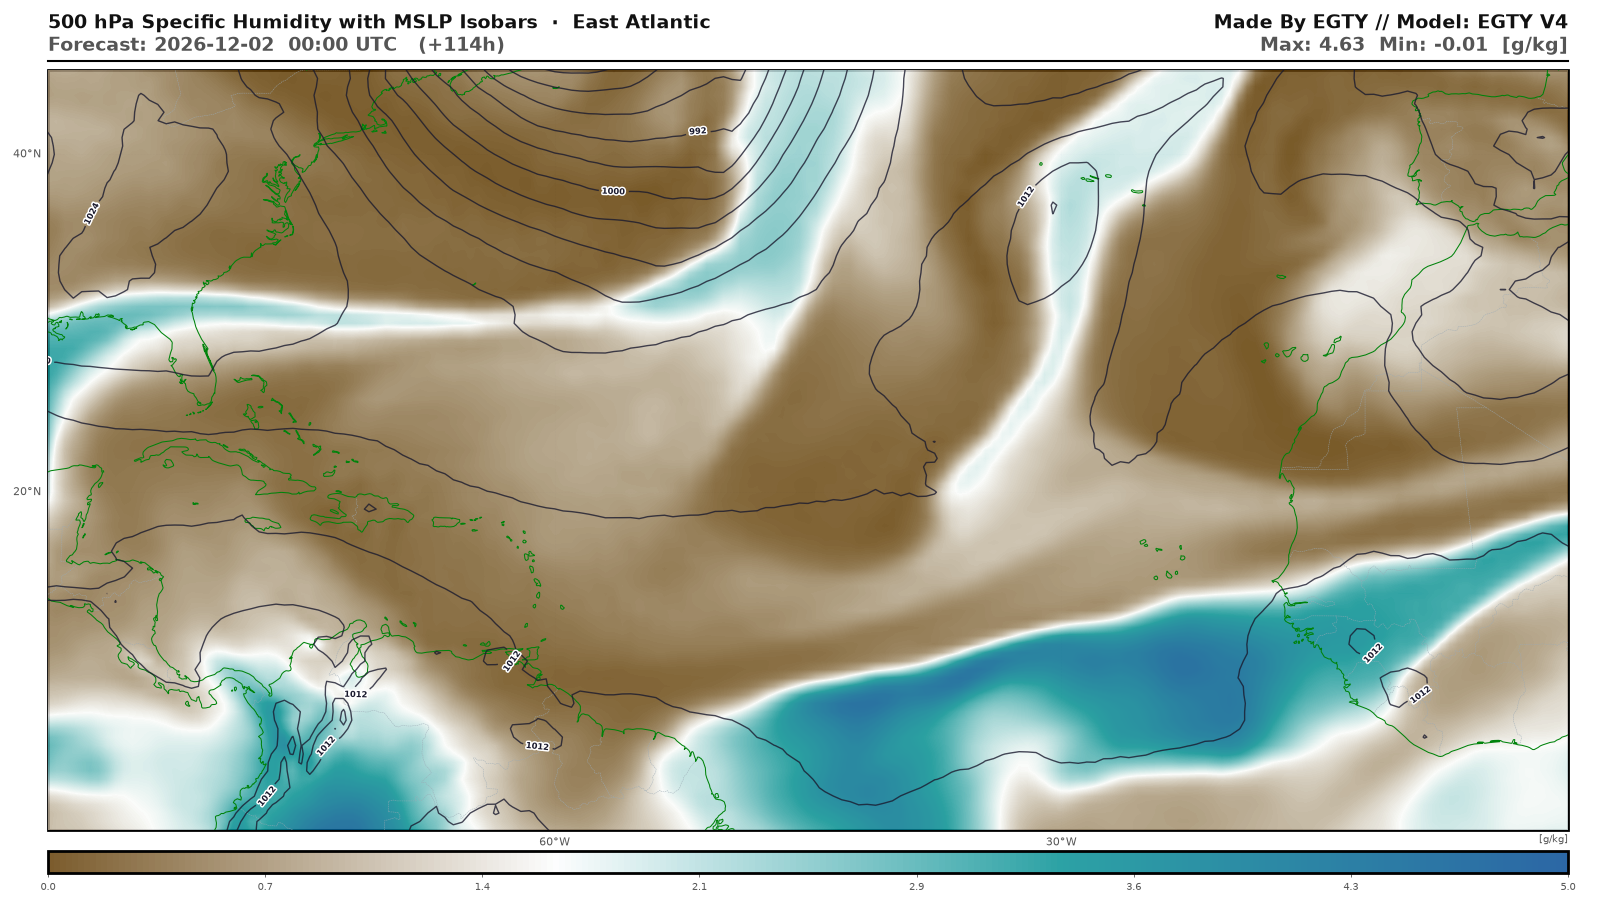 500 hPa Specific Humidity with MSLP Isobars · East Atlantic
Made By EGTY // Model: EGTY V4
Forecast: 2026-12-02 00:00 UTC (+114h)
Max: 4.63 Min: -0.01 [g/kg]
992
40°N
1000
1012
1024
20°N
1012
1012
1012
1012
1012
1012
1012
60°W
30°W
[g/kg]
0.0
0.7
1.4
2.1
2.9
3.6
4.3
5.0